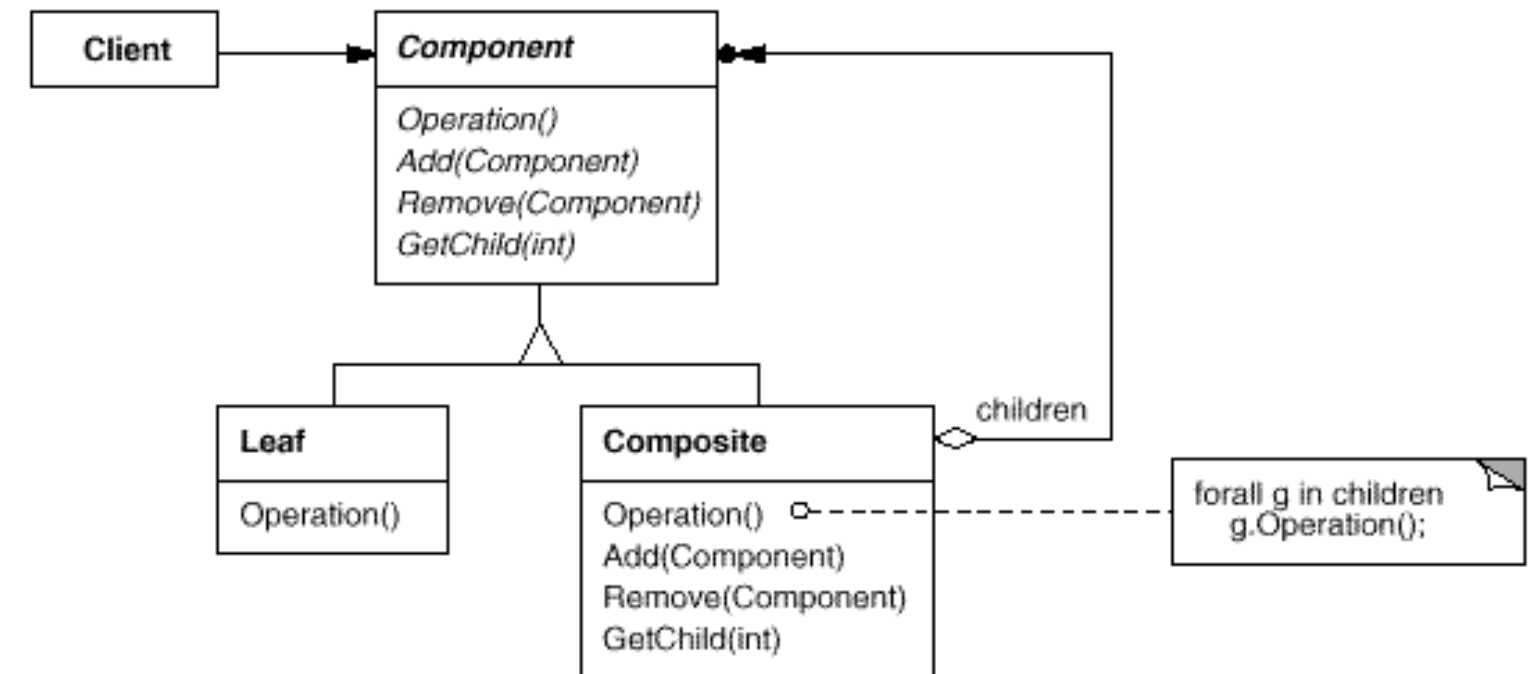 Client
Component
Operation()
Add(Component)
Remove(Component)
GetChild(int)
children
Leaf
Operation()
Composite
Operation()
Add(Component)
Remove(Component)
GetChild(int)
forall g in children
g.Operation();